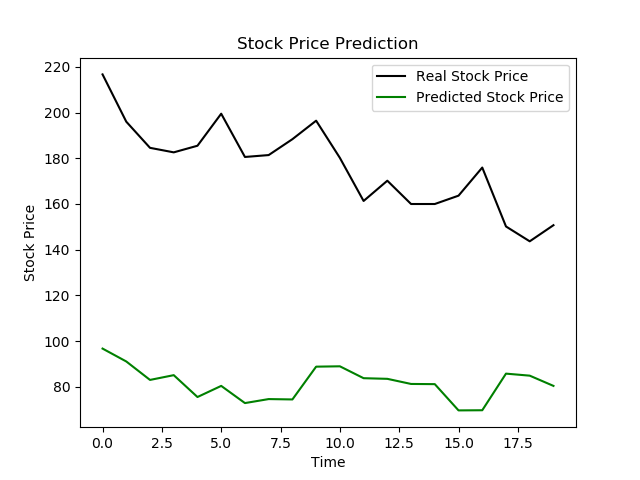 Stock Price Prediction
Real Stock Price
Predicted Stock Price
Stock Price
220
200
180
160
140
120
100
80
0.0 2.5 5.0 7.5 10.0 12.5 15.0 17.5
Time